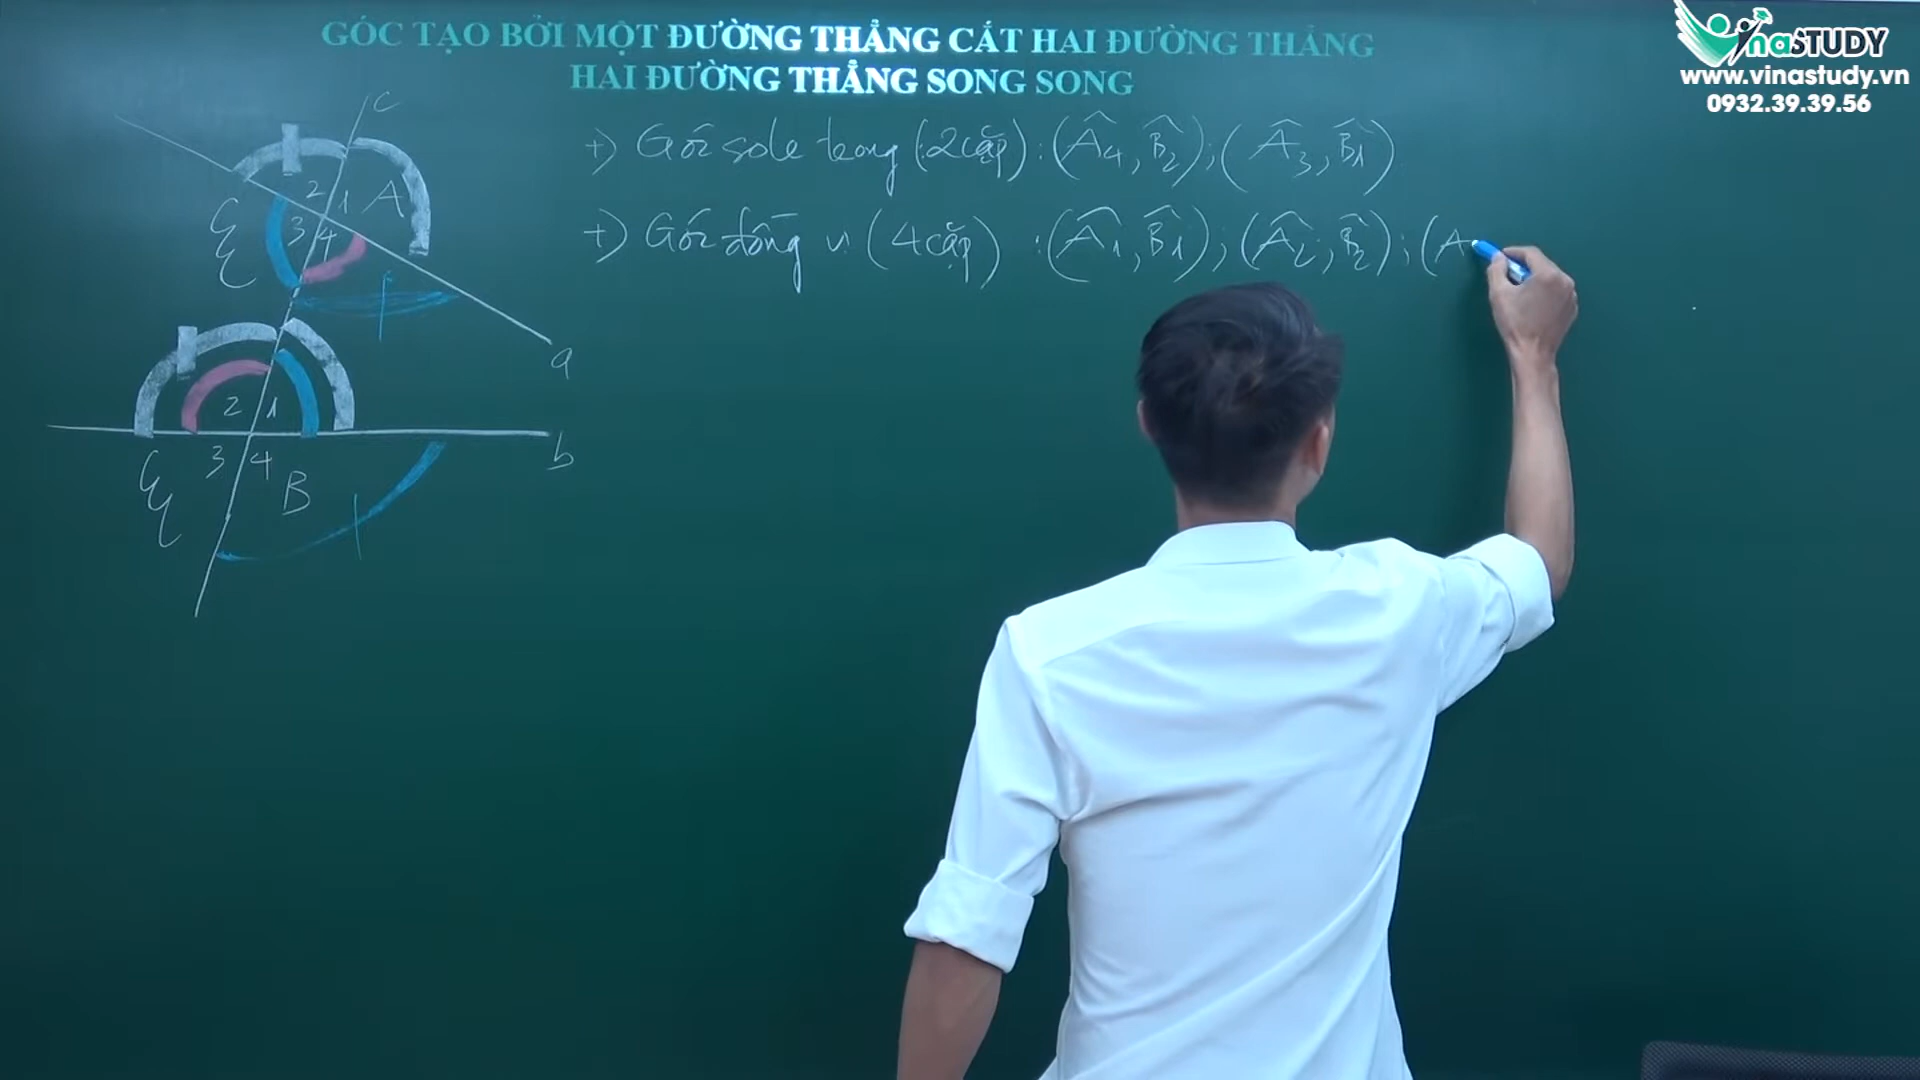 GÓC TẠO BỞI MỘT ĐƯỜNG THẲNG CẮT HAI ĐƯỜNG THẲNG
HAI ĐƯỜNG THẲNG SONG SONG
VinaSTUDY
www.vinastudy.vn
0932.39.39.56
+) Góc sole trong (2 cặp) : (Â4, B̂2) ; (Â3, B̂1)
+) Góc đồng vị (4 cặp) : (Â1, B̂1) ; (Â2 ; B̂2) ; (A
c
2 1 A
3 4
a
2 1
b
3 4
B